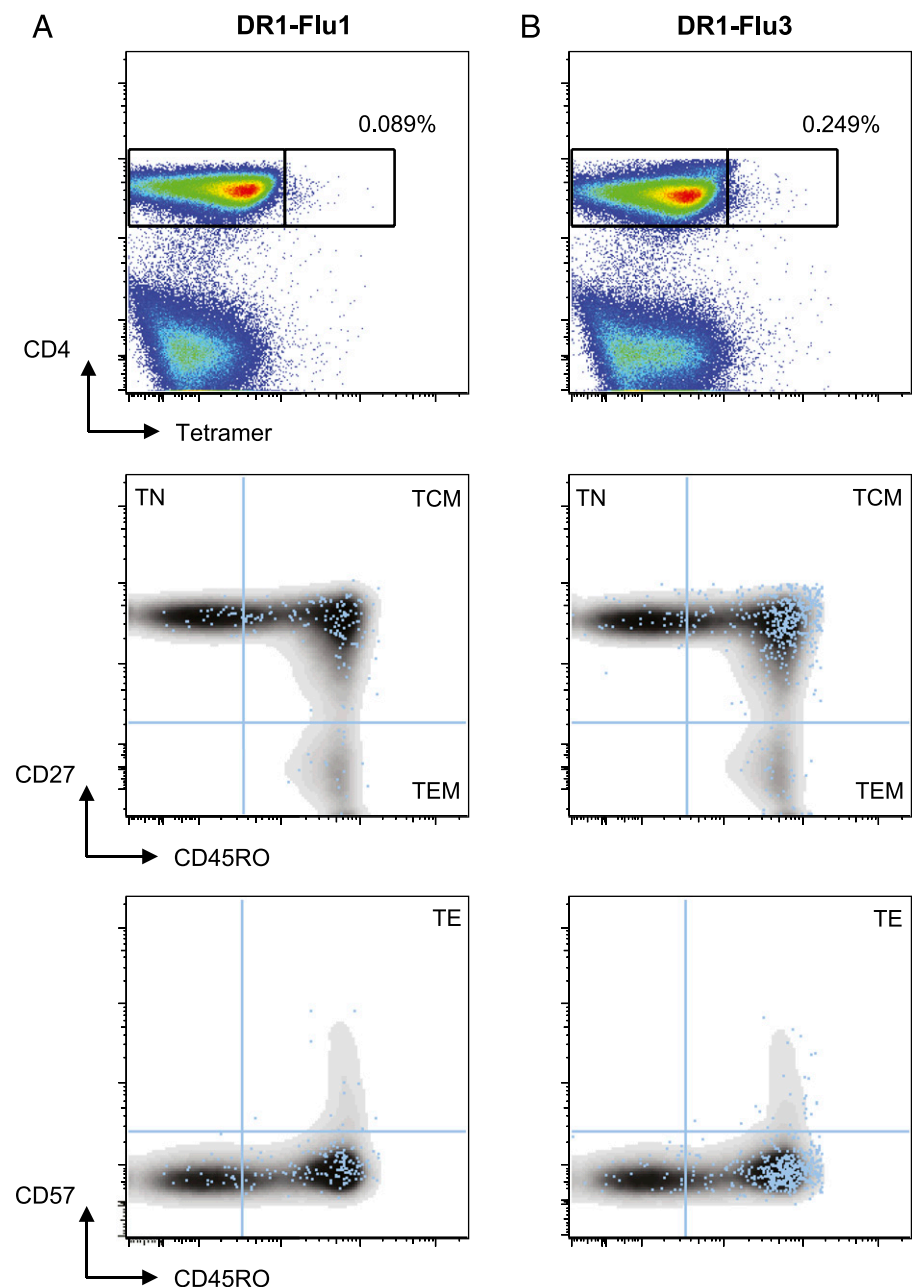 A
DR1-Flu1
B
DR1-Flu3
0.089%
0.249%
CD4
Tetramer
TN
TCM
TN
TCM
CD27
TEM
TEM
CD45RO
TE
TE
CD57
CD45RO